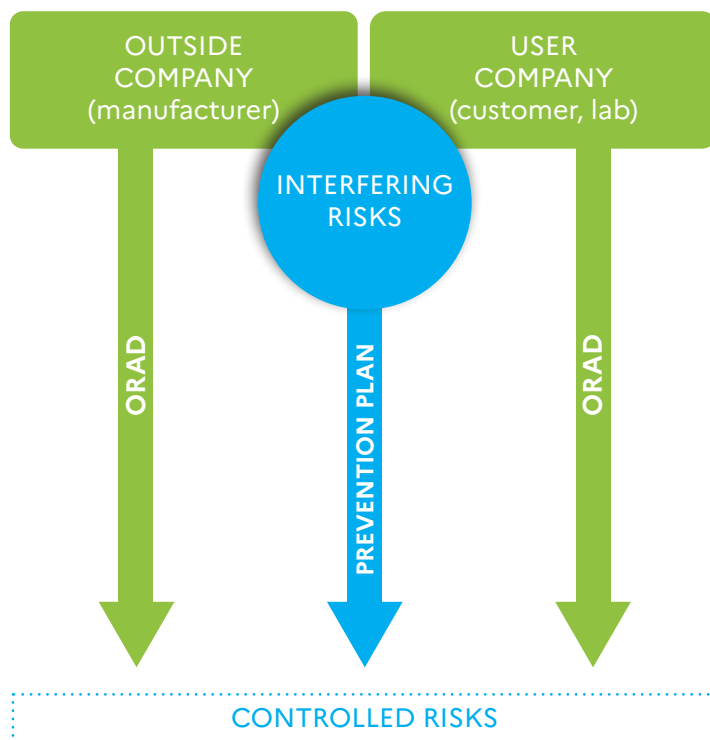 OUTSIDE
COMPANY
(manufacturer)
USER
COMPANY
(customer, lab)
INTERFERING
RISKS
ORAD
PREVENTION PLAN
ORAD
CONTROLLED RISKS